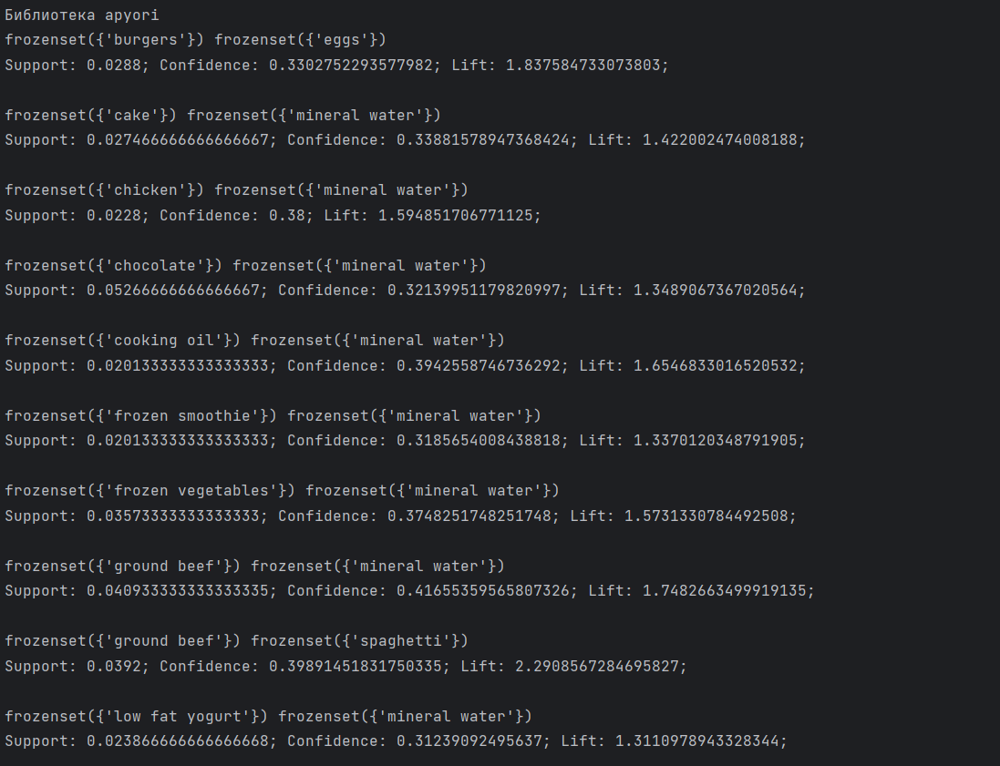 Библиотека apyori
frozenset({'burgers'}) frozenset({'eggs'})
Support: 0.0288; Confidence: 0.3302752293577982; Lift: 1.837584733073803;
frozenset({'cake'}) frozenset({'mineral water'})
Support: 0.027466666666666667; Confidence: 0.33881578947368424; Lift: 1.422002474008188;
frozenset({'chicken'}) frozenset({'mineral water'})
Support: 0.0228; Confidence: 0.38; Lift: 1.594851706771125;
frozenset({'chocolate'}) frozenset({'mineral water'})
Support: 0.05266666666666667; Confidence: 0.32139951179820997; Lift: 1.3489067367020564;
frozenset({'cooking oil'}) frozenset({'mineral water'})
Support: 0.020133333333333333; Confidence: 0.3942558746736292; Lift: 1.6546833016520532;
frozenset({'frozen smoothie'}) frozenset({'mineral water'})
Support: 0.020133333333333333; Confidence: 0.3185654008438818; Lift: 1.3370120348791905;
frozenset({'frozen vegetables'}) frozenset({'mineral water'})
Support: 0.03573333333333333; Confidence: 0.3748251748251748; Lift: 1.5731330784492508;
frozenset({'ground beef'}) frozenset({'mineral water'})
Support: 0.040933333333333335; Confidence: 0.41655359565807326; Lift: 1.7482663499919135;
frozenset({'ground beef'}) frozenset({'spaghetti'})
Support: 0.0392; Confidence: 0.39891451831750335; Lift: 2.2908567284695827;
frozenset({'low fat yogurt'}) frozenset({'mineral water'})
Support: 0.023866666666666668; Confidence: 0.31239092495637; Lift: 1.3110978943328344;